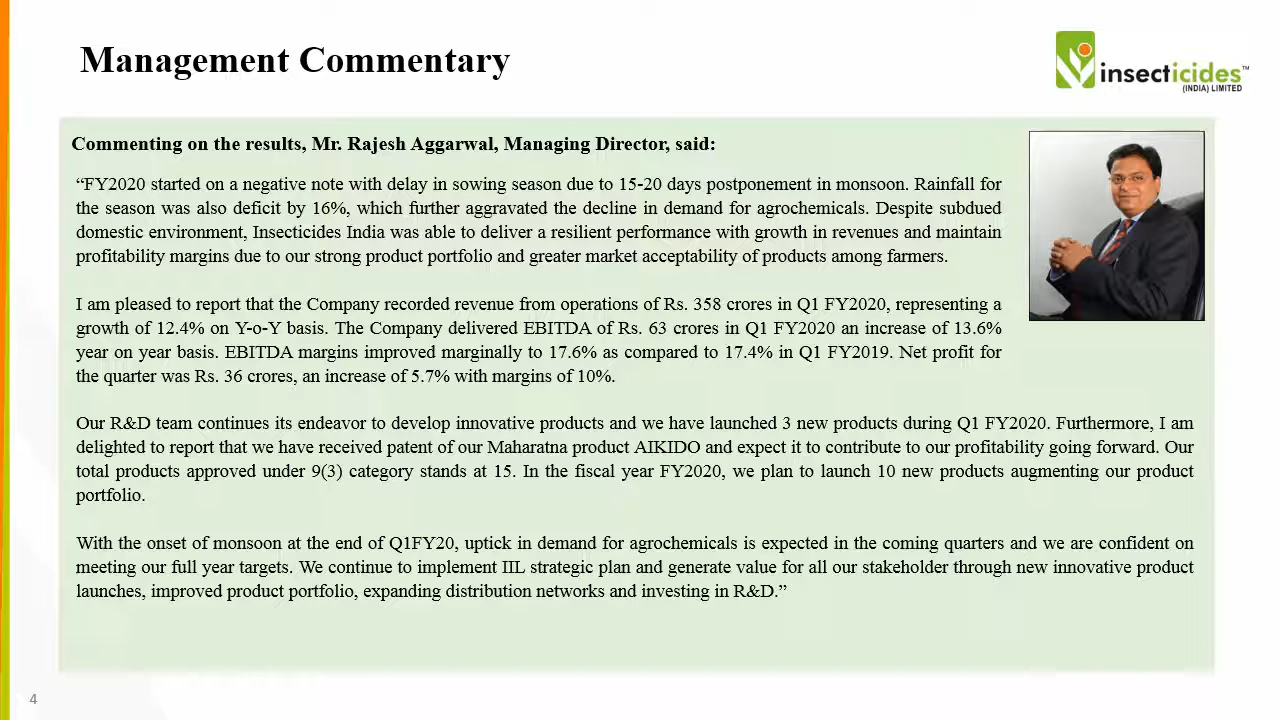 Management Commentary
insecticides™
(INDIA) LIMITED
Commenting on the results, Mr. Rajesh Aggarwal, Managing Director, said:
“FY2020 started on a negative note with delay in sowing season due to 15-20 days postponement in monsoon. Rainfall for
the season was also deficit by 16%, which further aggravated the decline in demand for agrochemicals. Despite subdued
domestic environment, Insecticides India was able to deliver a resilient performance with growth in revenues and maintain
profitability margins due to our strong product portfolio and greater market acceptability of products among farmers.
I am pleased to report that the Company recorded revenue from operations of Rs. 358 crores in Q1 FY2020, representing a
growth of 12.4% on Y-o-Y basis. The Company delivered EBITDA of Rs. 63 crores in Q1 FY2020 an increase of 13.6%
year on year basis. EBITDA margins improved marginally to 17.6% as compared to 17.4% in Q1 FY2019. Net profit for
the quarter was Rs. 36 crores, an increase of 5.7% with margins of 10%.
Our R&D team continues its endeavor to develop innovative products and we have launched 3 new products during Q1 FY2020. Furthermore, I am
delighted to report that we have received patent of our Maharatna product AIKIDO and expect it to contribute to our profitability going forward. Our
total products approved under 9(3) category stands at 15. In the fiscal year FY2020, we plan to launch 10 new products augmenting our product
portfolio.
With the onset of monsoon at the end of Q1FY20, uptick in demand for agrochemicals is expected in the coming quarters and we are confident on
meeting our full year targets. We continue to implement IIL strategic plan and generate value for all our stakeholder through new innovative product
launches, improved product portfolio, expanding distribution networks and investing in R&D.”
4